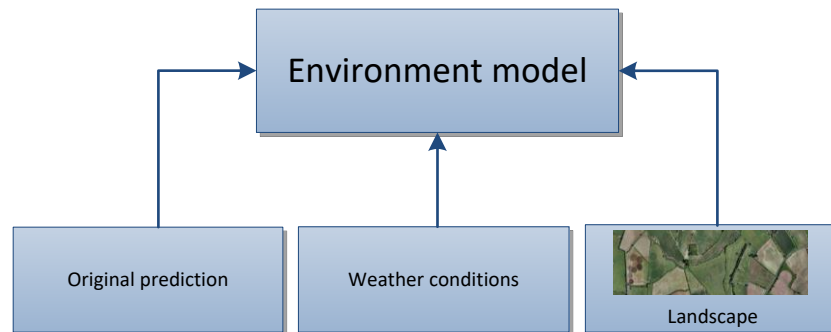 Environment model
Original prediction
Weather conditions
Landscape